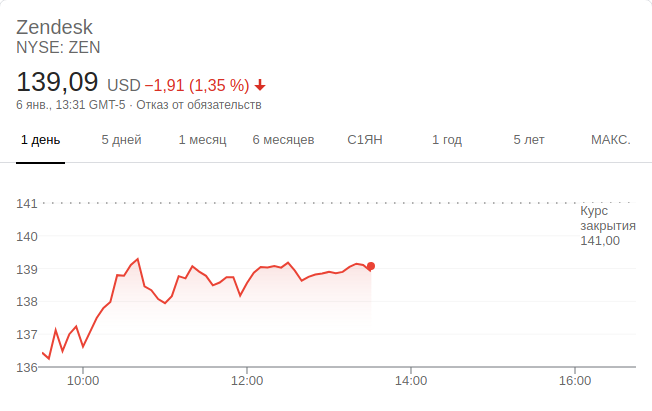 Zendesk
NYSE: ZEN
139,09 USD −1,91 (1,35 %)
6 янв., 13:31 GMT-5 · Отказ от обязательств
1 день 5 дней 1 месяц 6 месяцев С1ЯН 1 год 5 лет МАКС.
141
Курс
закрытия
141,00
140
139
138
137
136
10:00 12:00 14:00 16:00